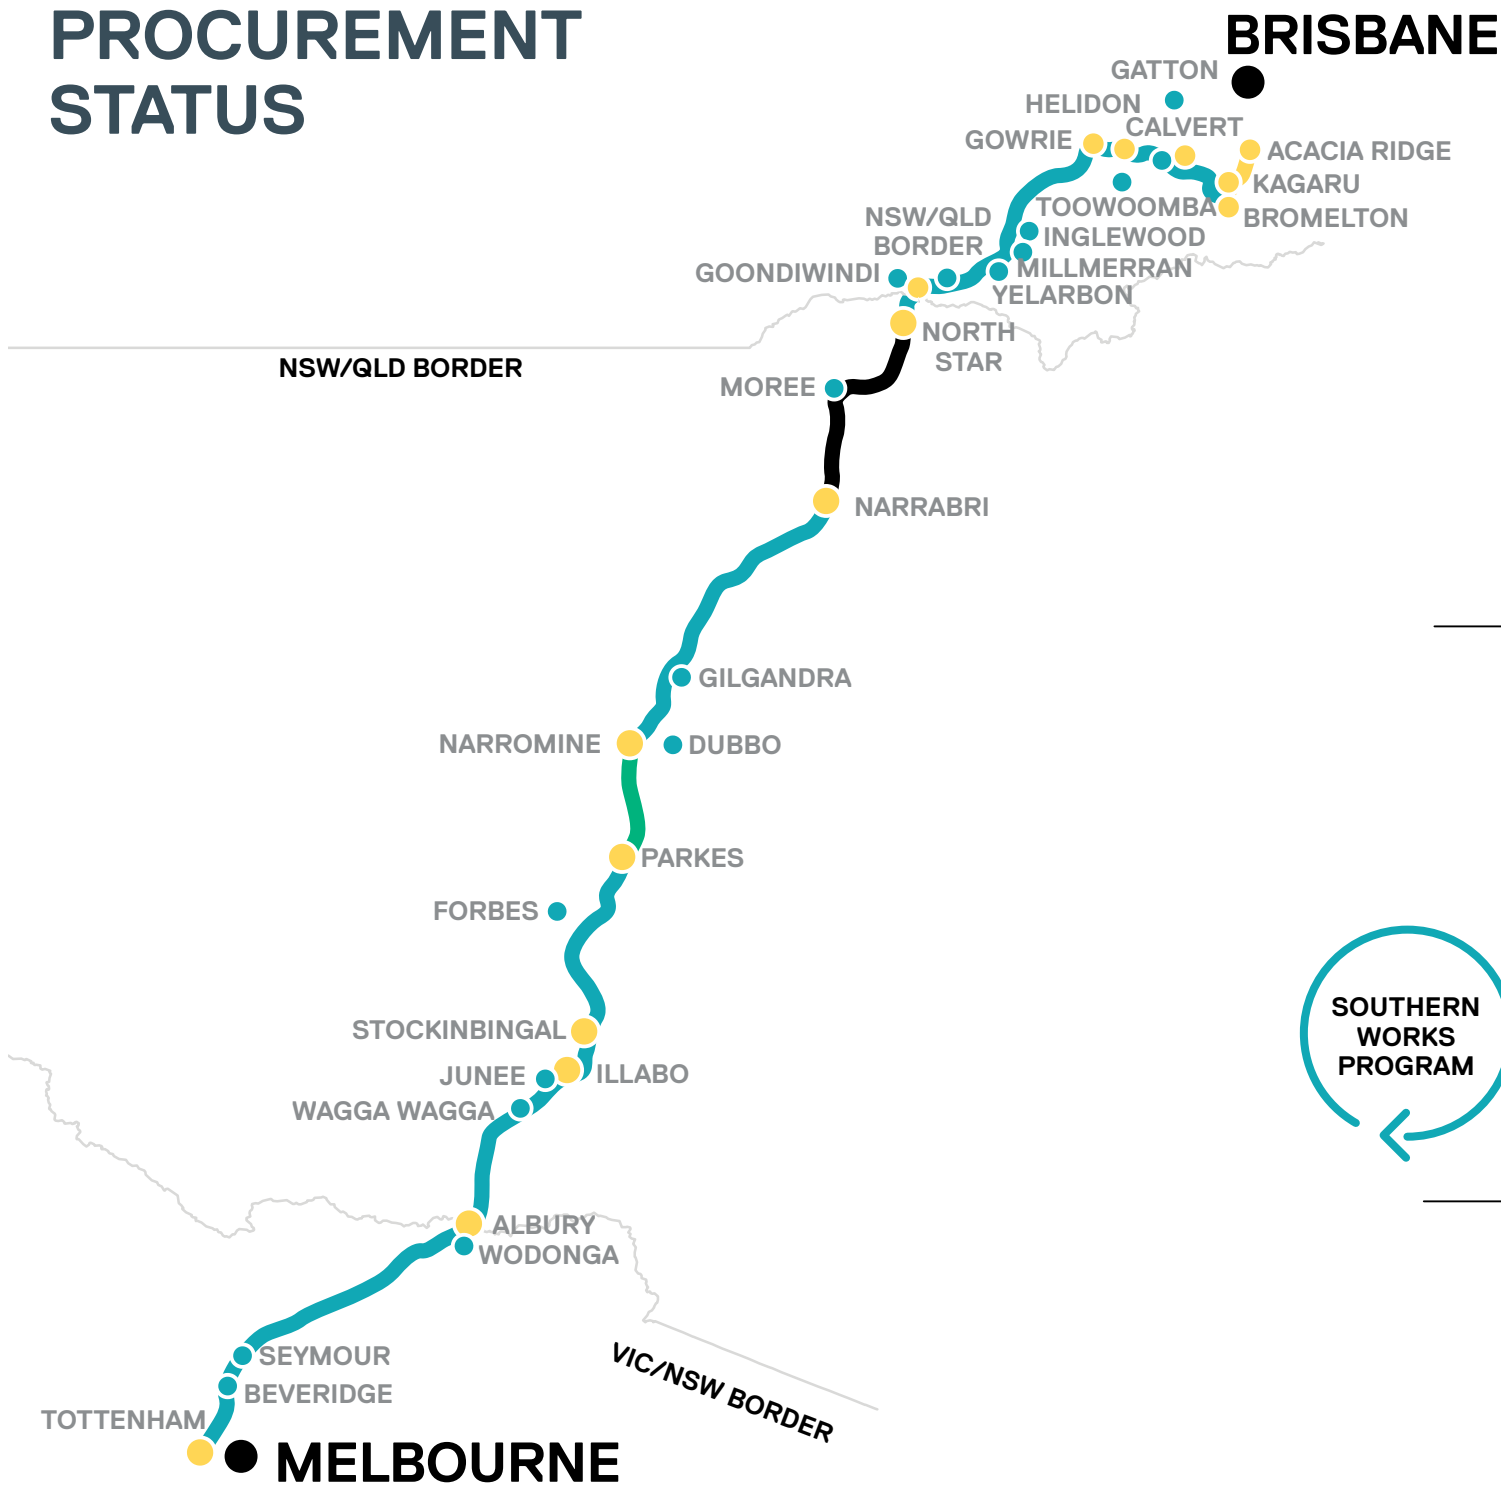 PROCUREMENT
STATUS
BRISBANE
GATTON
HELIDON
CALVERT
GOWRIE
ACACIA RIDGE
KAGARU
TOOWOOMBA
BROMELTON
NSW/QLD
BORDER
INGLEWOOD
GOONDIWINDI
MILLMERRAN
YELARBON
NORTH
STAR
NSW/QLD BORDER
MOREE
NARRABRI
GILGANDRA
NARROMINE
DUBBO
PARKES
FORBES
SOUTHERN
WORKS
PROGRAM
STOCKINBINGAL
JUNEE
ILLABO
WAGGA WAGGA
ALBURY
WODONGA
SEYMOUR
VIC/NSW BORDER
BEVERIDGE
TOTTENHAM
MELBOURNE